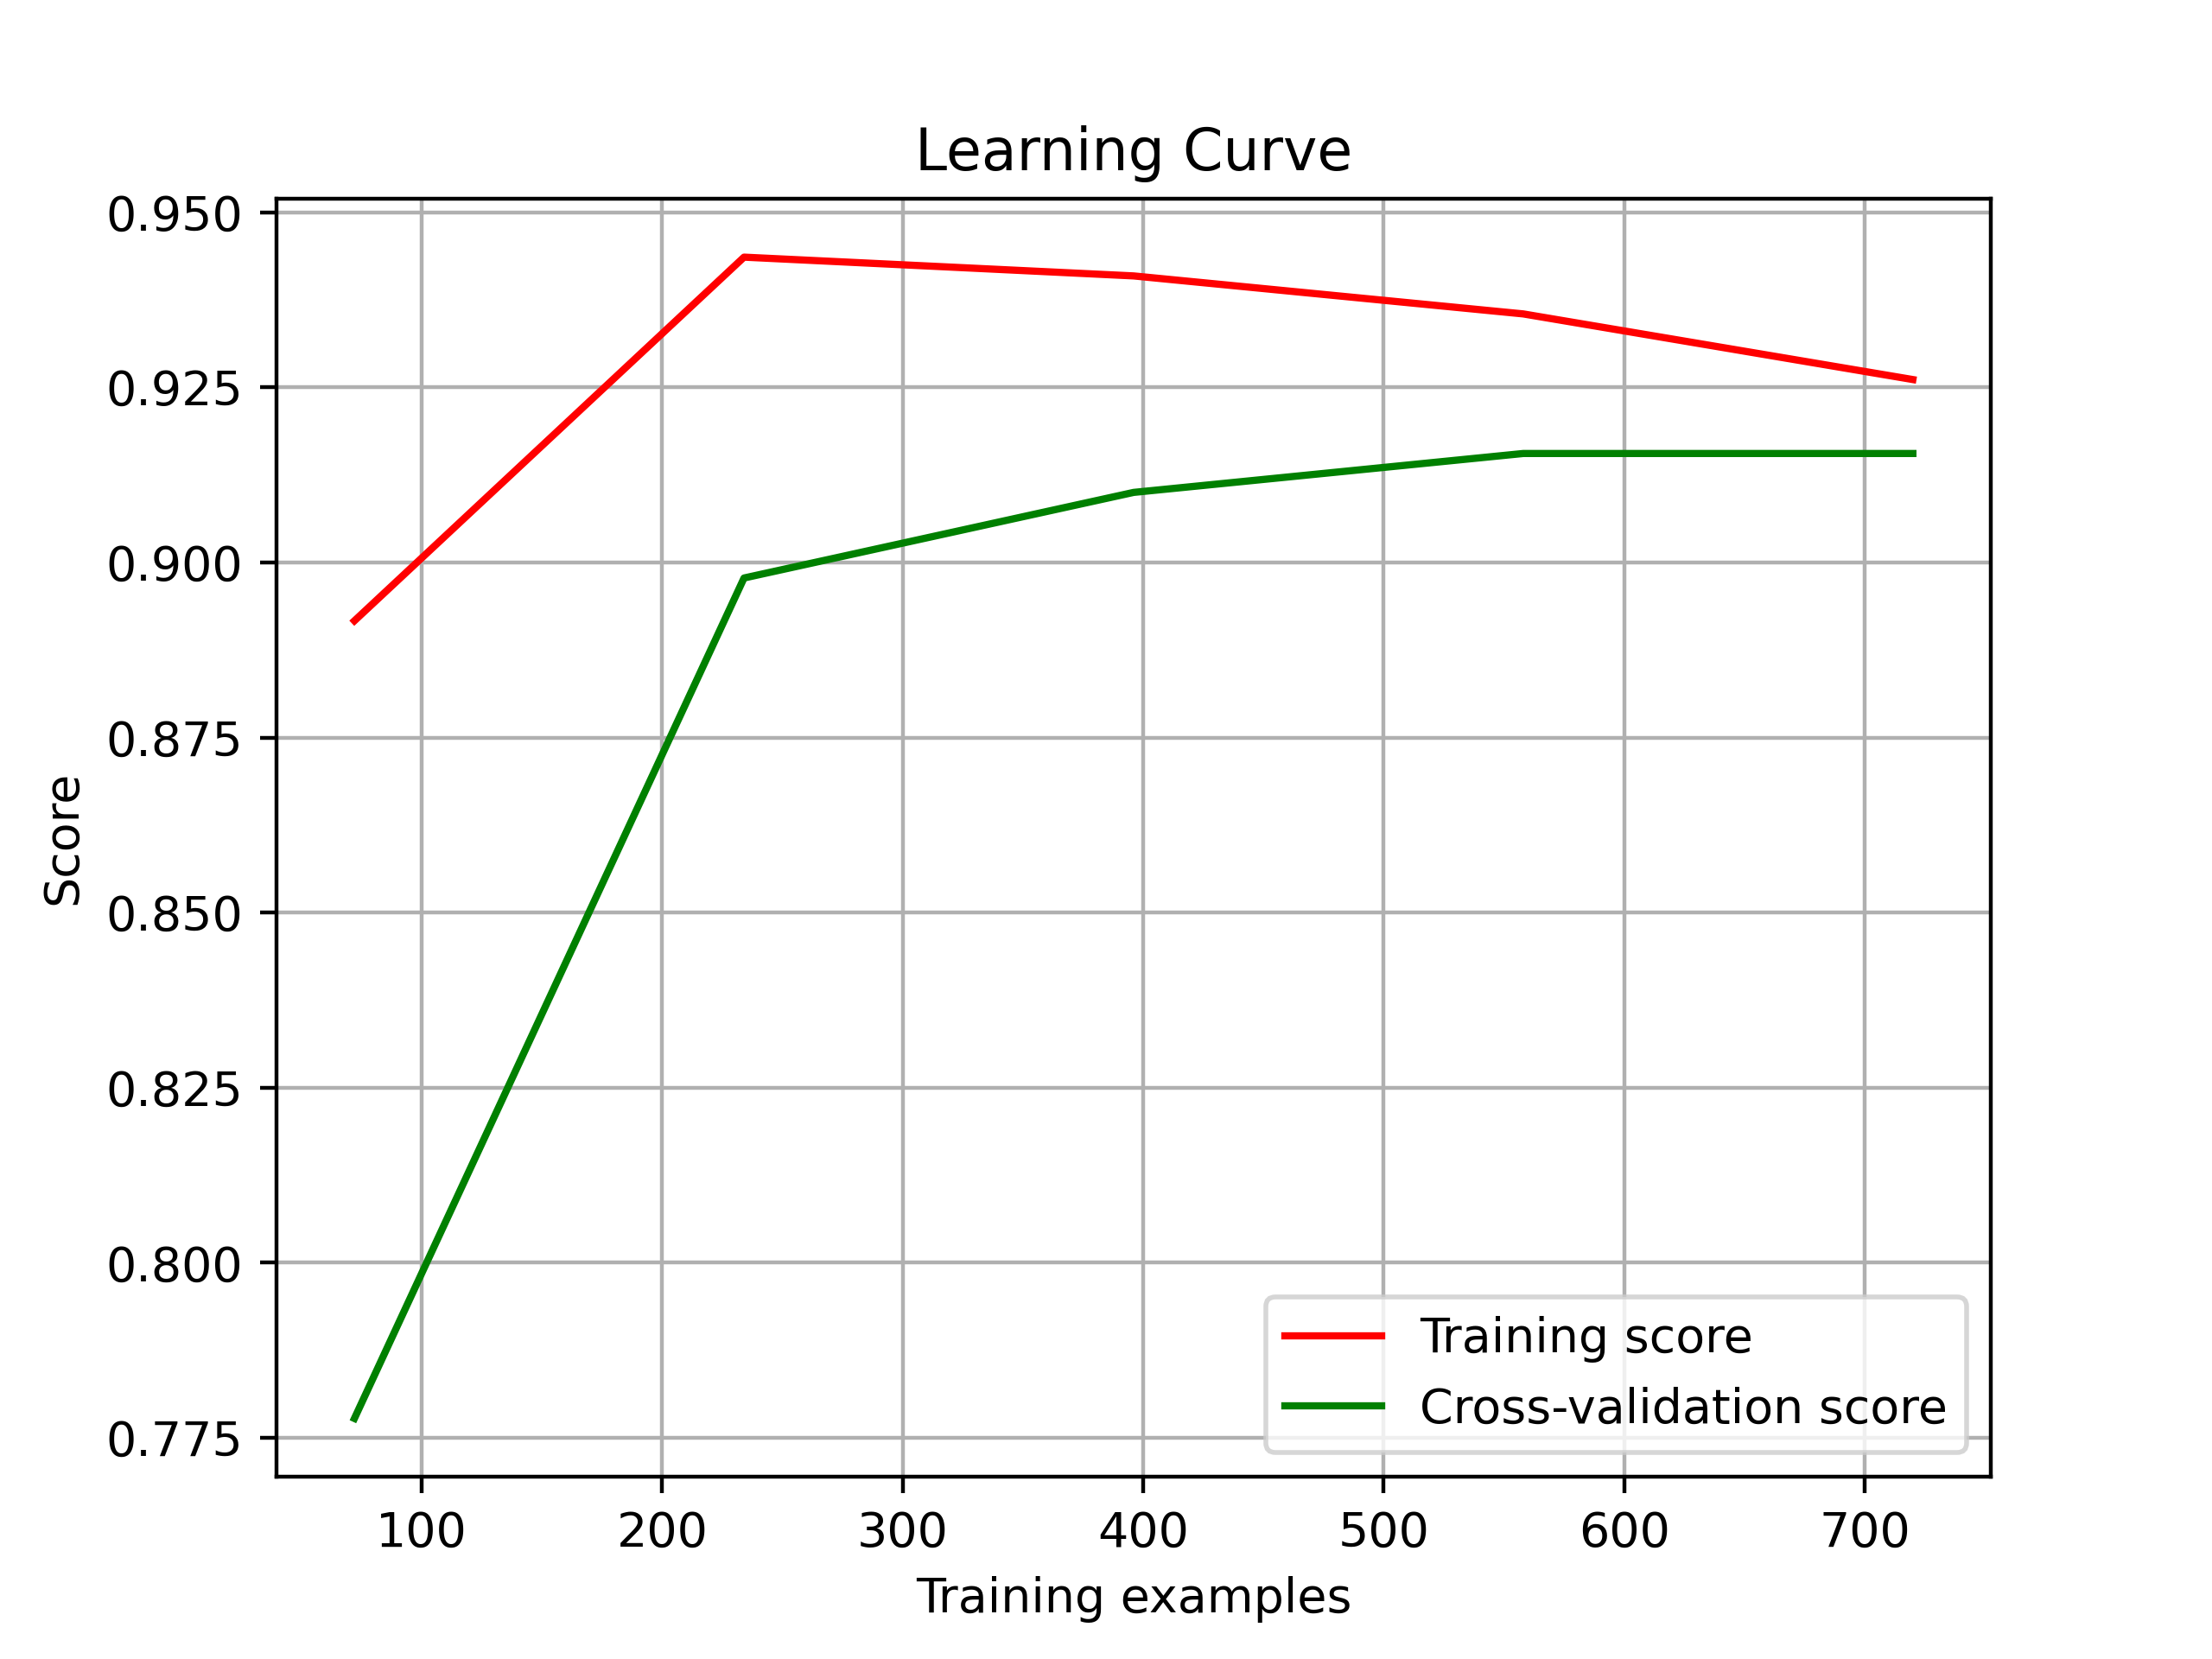 Learning Curve
0.950
0.925
0.900
0.875
0.850
0.825
0.800
0.775
Score
Training score
Cross-validation score
100 200 300 400 500 600 700
Training examples